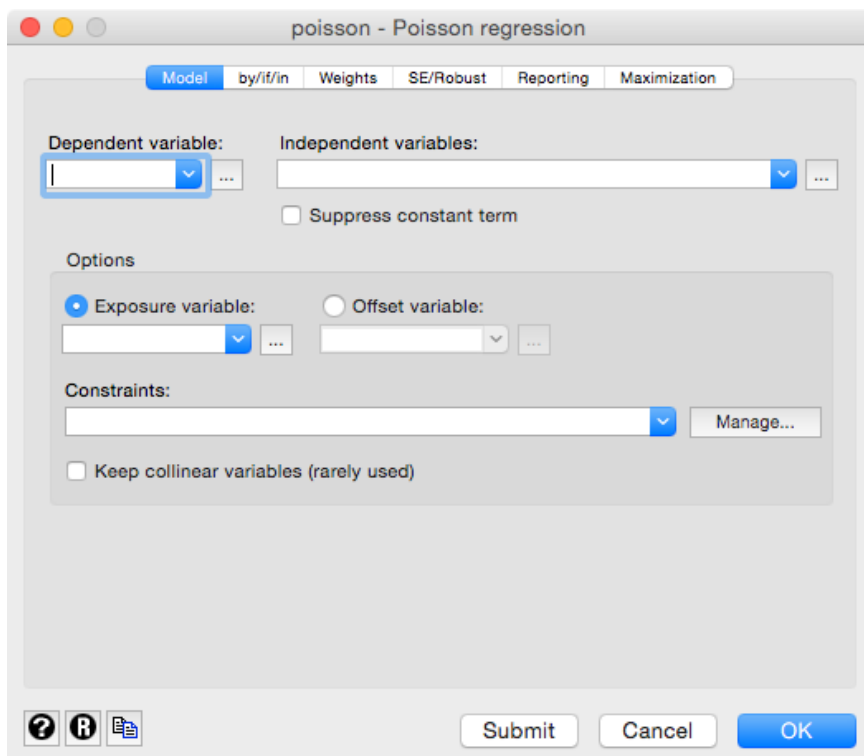 poisson - Poisson regression
Model by/if/in Weights SE/Robust Reporting Maximization
Dependent variable: Independent variables:
... ...
Suppress constant term
Options
Exposure variable: Offset variable:
... ...
Constraints:
Manage...
Keep collinear variables (rarely used)
? R Submit Cancel OK